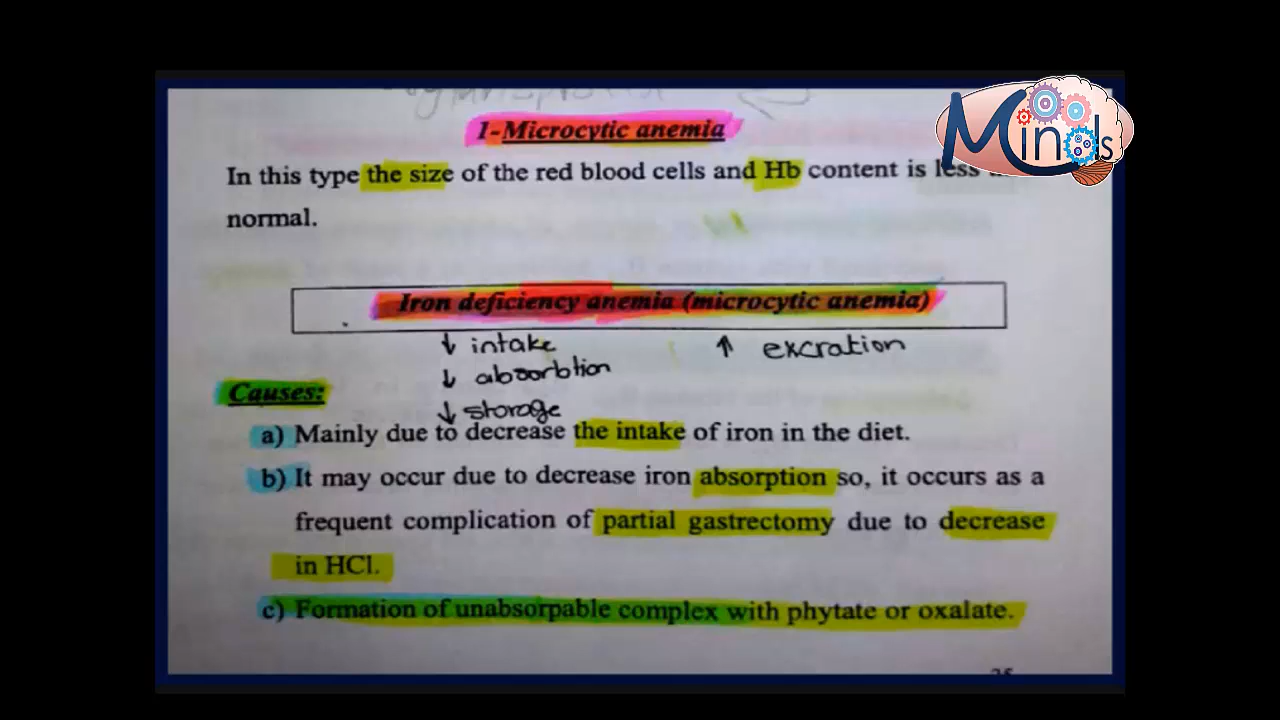 Minds
1-Microcytic anemia
In this type the size of the red blood cells and Hb content is less
normal.
Iron deficiency anemia (microcytic anemia)
↓ intake ↑ excration
↓ absorbtion
Causes:
↓ storage
a) Mainly due to decrease the intake of iron in the diet.
b) It may occur due to decrease iron absorption so, it occurs as a
frequent complication of partial gastrectomy due to decrease
in HCl.
c) Formation of unabsorpable complex with phytate or oxalate.